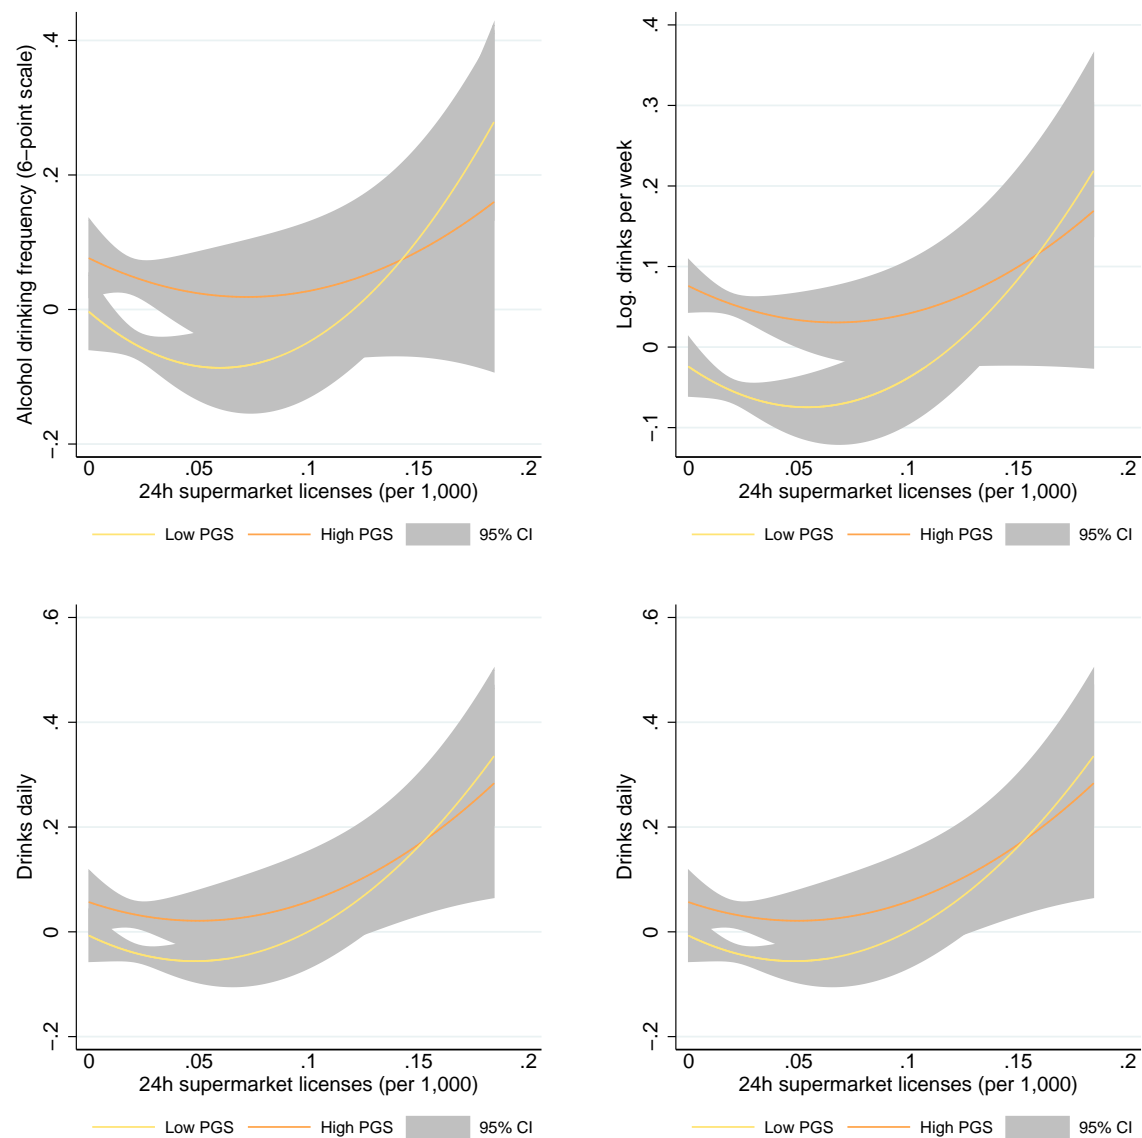 Alcohol drinking frequency (6−point scale)
.4
.2
0
−.2
0 .05 .1 .15 .2
24h supermarket licenses (per 1,000)
Low PGS High PGS 95% CI
Log. drinks per week
.4
.3
.2
.1
0
−.1
0 .05 .1 .15 .2
24h supermarket licenses (per 1,000)
Low PGS High PGS 95% CI
Drinks daily
.6
.4
.2
0
−.2
0 .05 .1 .15 .2
24h supermarket licenses (per 1,000)
Low PGS High PGS 95% CI
Drinks daily
.6
.4
.2
0
−.2
0 .05 .1 .15 .2
24h supermarket licenses (per 1,000)
Low PGS High PGS 95% CI